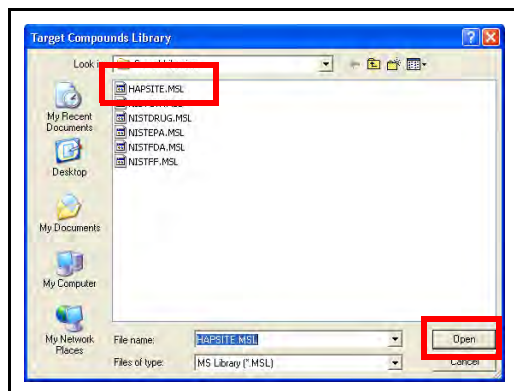 Target Compounds Library
Look i
HAPSITE.MSL
NISTDRUG.MSL
NISTEPA.MSL
NISTFDA.MSL
NISTFF.MSL
My Recent
Documents
Desktop
My Documents
My Computer
My Network
Places
File name:
HAPSITE.MSL
Open
Files of type:
MS Library (*.MSL)
Cancel